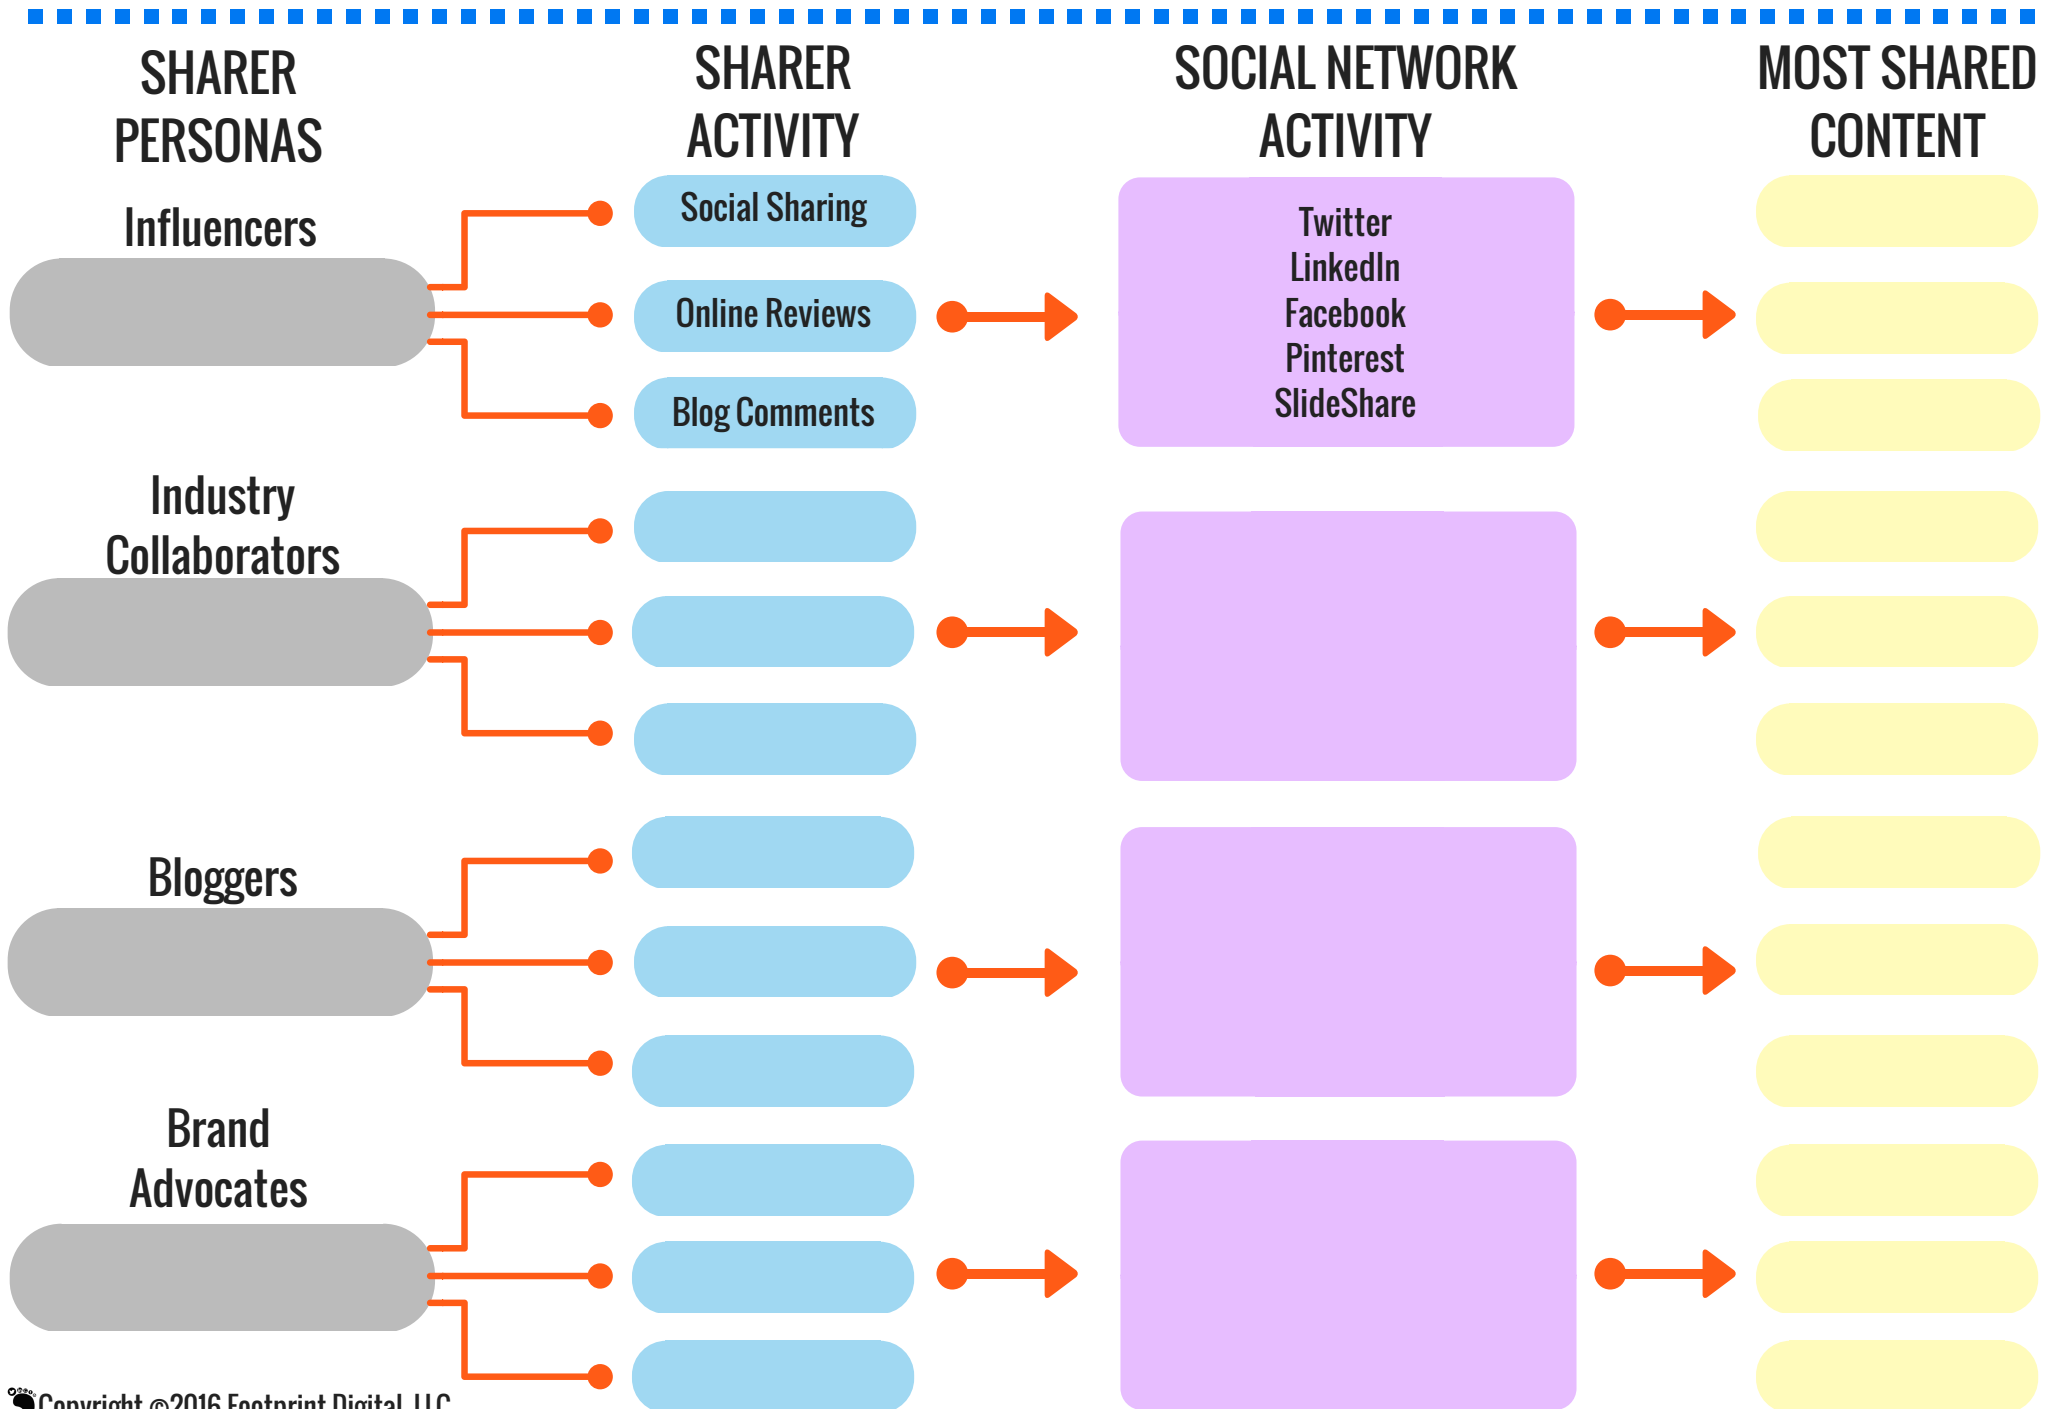 SHARER
PERSONAS
SHARER
ACTIVITY
SOCIAL NETWORK
ACTIVITY
MOST SHARED
CONTENT
Influencers
Social Sharing
Online Reviews
Blog Comments
Twitter
LinkedIn
Facebook
Pinterest
SlideShare
Industry
Collaborators
Bloggers
Brand
Advocates
Copyright ©2016 Footprint Digital, LLC